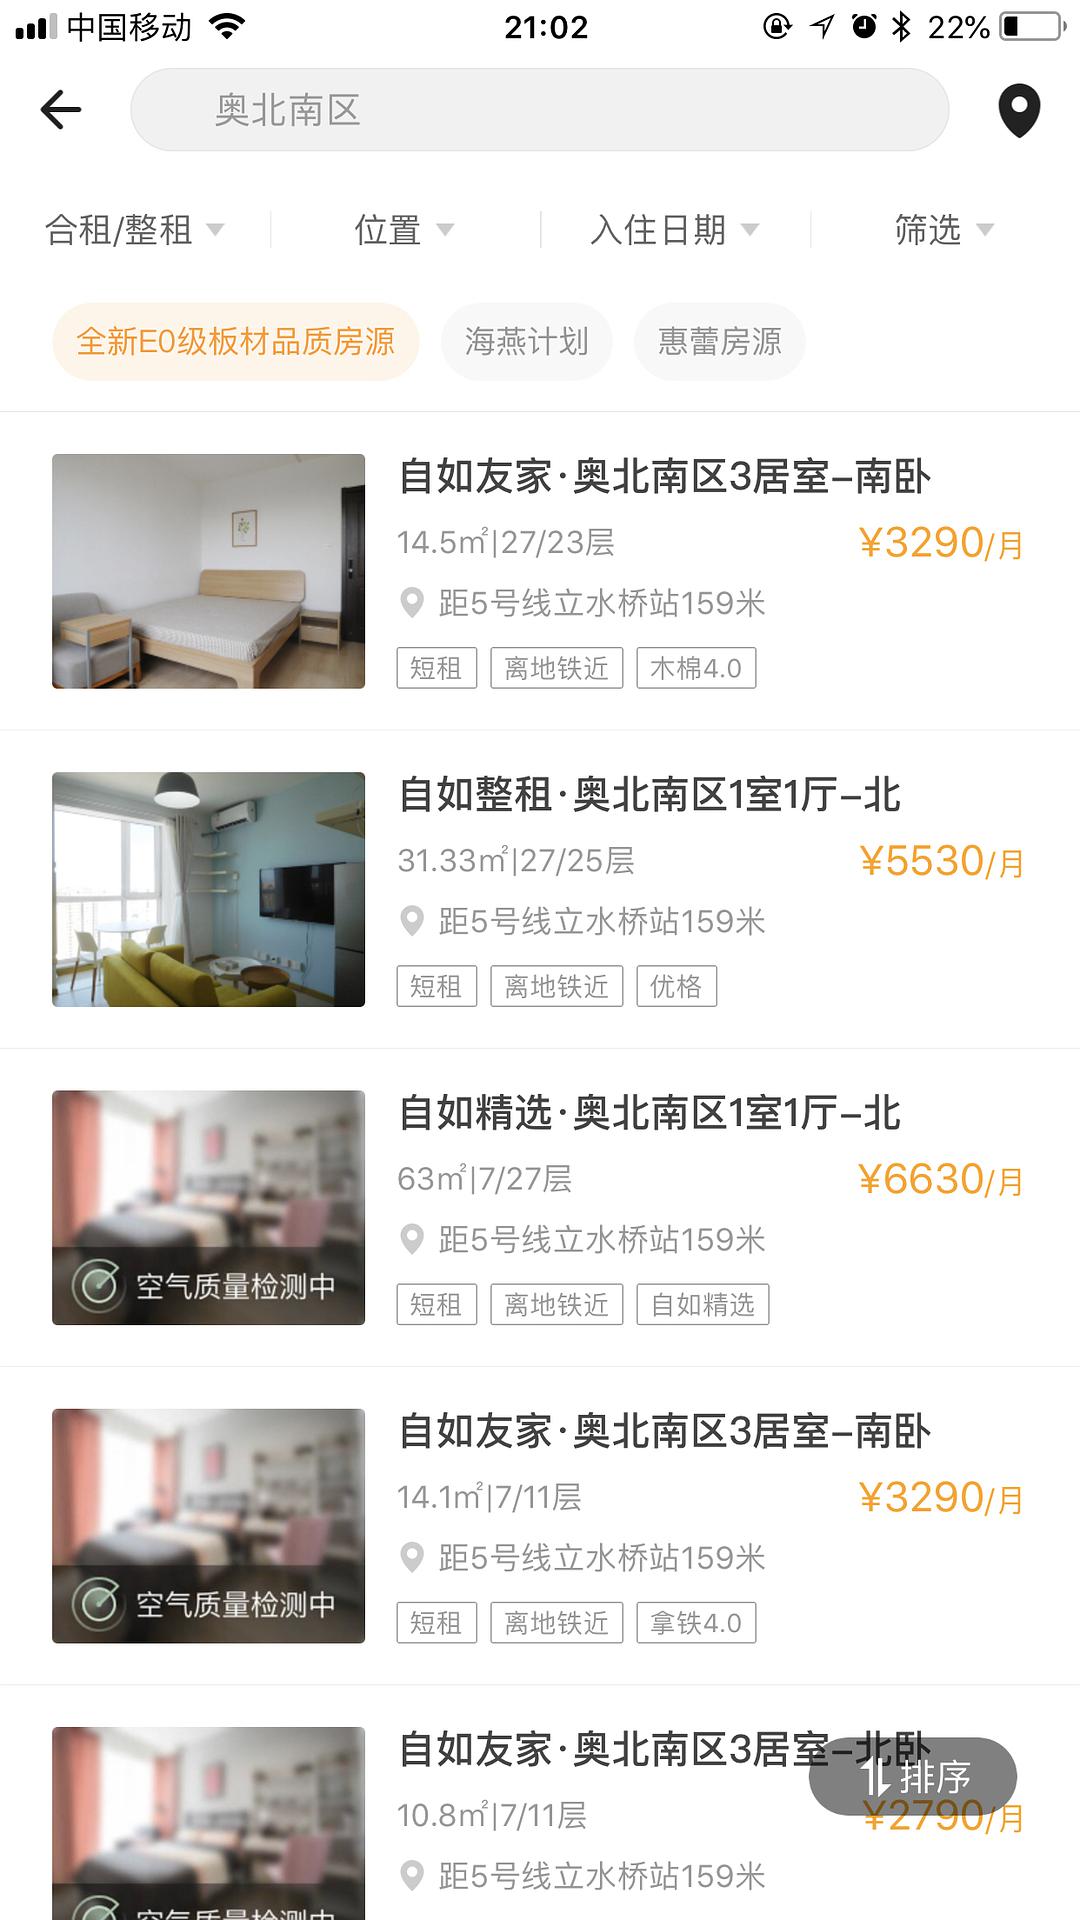 中国移动 21:02 22%
奥北南区
合租/整租 位置 入住日期 筛选
全新E0级板材品质房源 海燕计划 惠蕾房源
自如友家·奥北南区3居室-南卧
14.5㎡|27/23层 ¥3290/月
距5号线立水桥站159米
短租 离地铁近 木棉4.0
自如整租·奥北南区1室1厅-北
31.33㎡|27/25层 ¥5530/月
距5号线立水桥站159米
短租 离地铁近 优格
自如精选·奥北南区1室1厅-北
63㎡|7/27层 ¥6630/月
距5号线立水桥站159米
空气质量检测中
短租 离地铁近 自如精选
自如友家·奥北南区3居室-南卧
14.1㎡|7/11层 ¥3290/月
距5号线立水桥站159米
空气质量检测中
短租 离地铁近 拿铁4.0
自如友家·奥北南区3居室-北卧
排序
10.8㎡|7/11层 ¥2790/月
距5号线立水桥站159米
空气质量检测中